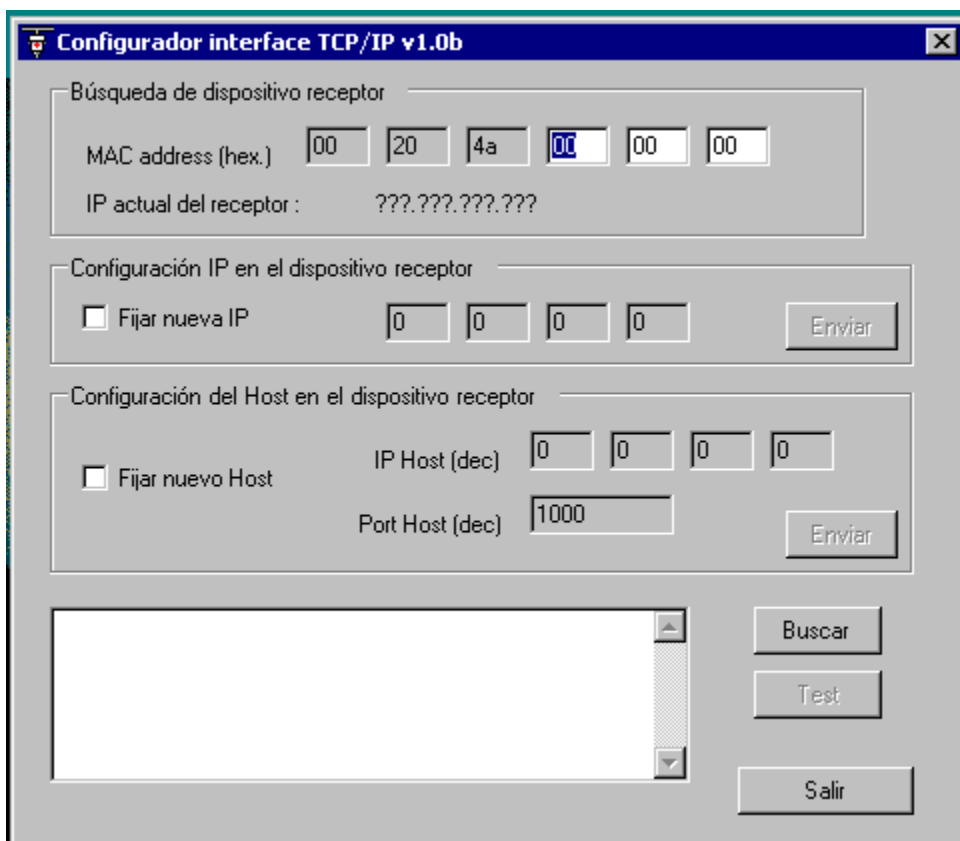 Configurador interface TCP/IP v1.0b
Búsqueda de dispositivo receptor
MAC address (hex.) 00 20 4a 00 00 00
IP actual del receptor : ???.???.???.???
Configuración IP en el dispositivo receptor
Fijar nueva IP 0 0 0 0 Enviar
Configuración del Host en el dispositivo receptor
IP Host (dec) 0 0 0 0
Fijar nuevo Host
Port Host (dec) 1000
Enviar
Buscar
Test
Salir